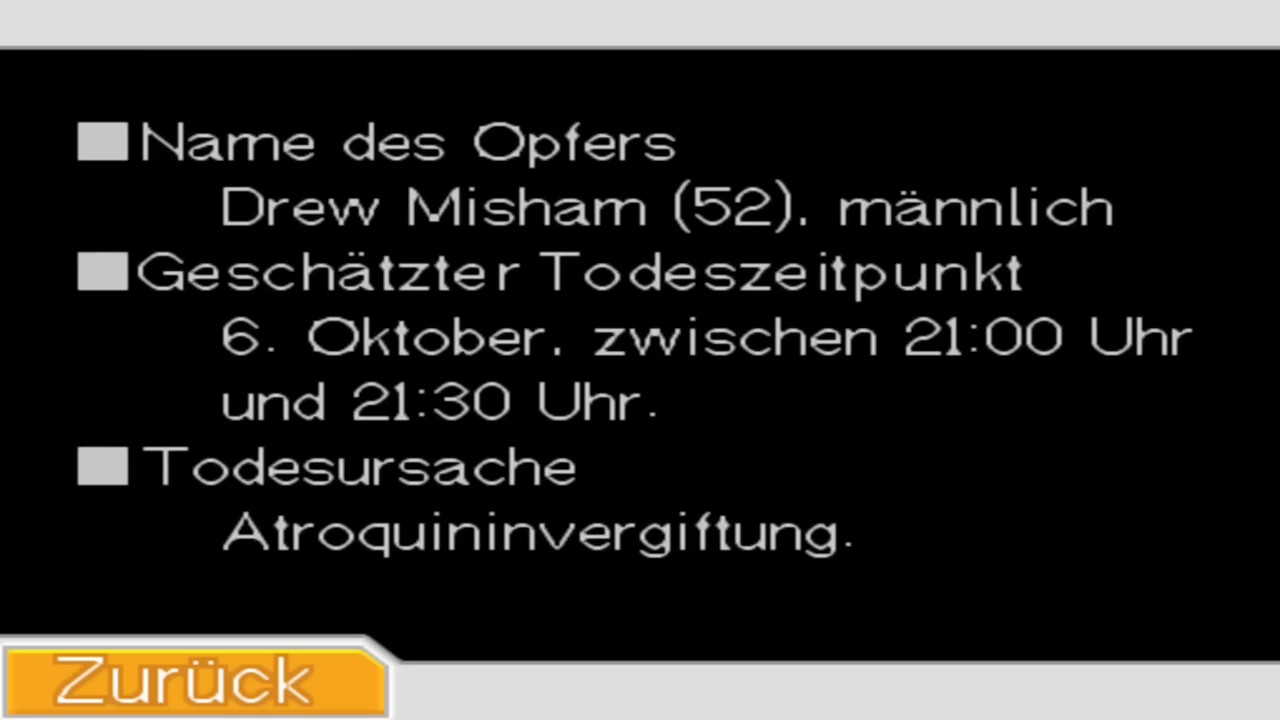 Name des Opfers
Drew Misham (52), männlich
Geschätzter Todeszeitpunkt
6. Oktober, zwischen 21:00 Uhr
und 21:30 Uhr.
Todesursache
Atroquininvergiftung.
Zurück